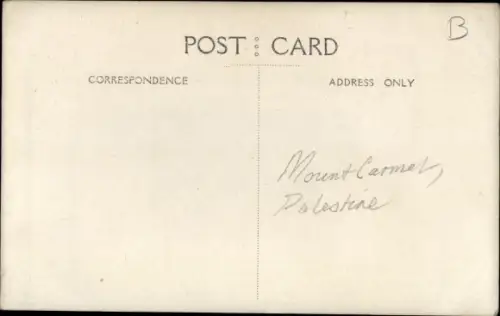 B
POST CARD
CORRESPONDENCE
ADDRESS ONLY
Mount Carmel,
Palestine